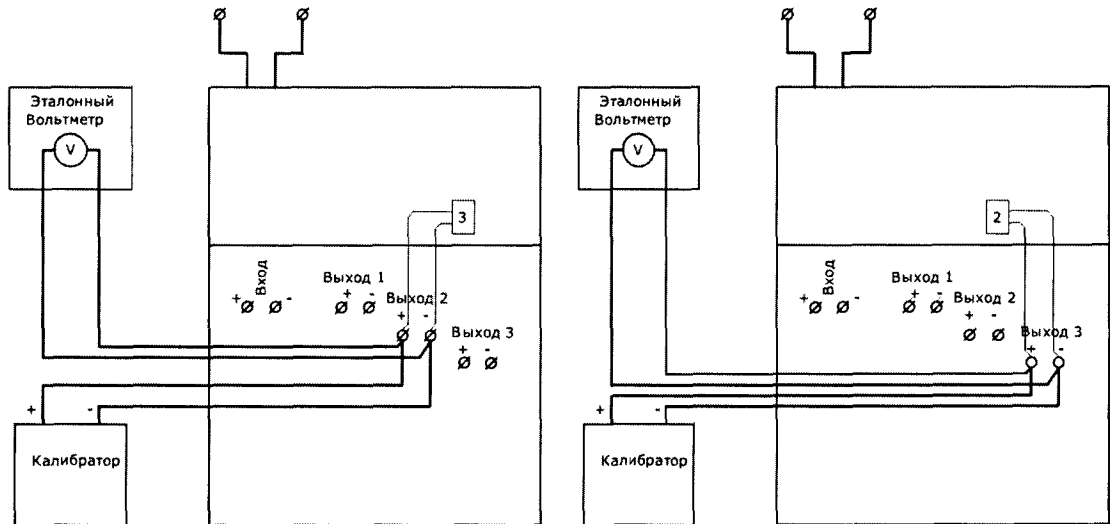 Эталонный
Вольтметр
V
3
Вход
+ -
Выход 1
+ -
Выход 2
+ -
Выход 3
+ -
+ -
Калибратор
Эталонный
Вольтметр
V
2
Вход
+ -
Выход 1
+ -
Выход 2
+ -
Выход 3
+ -
+ -
Калибратор